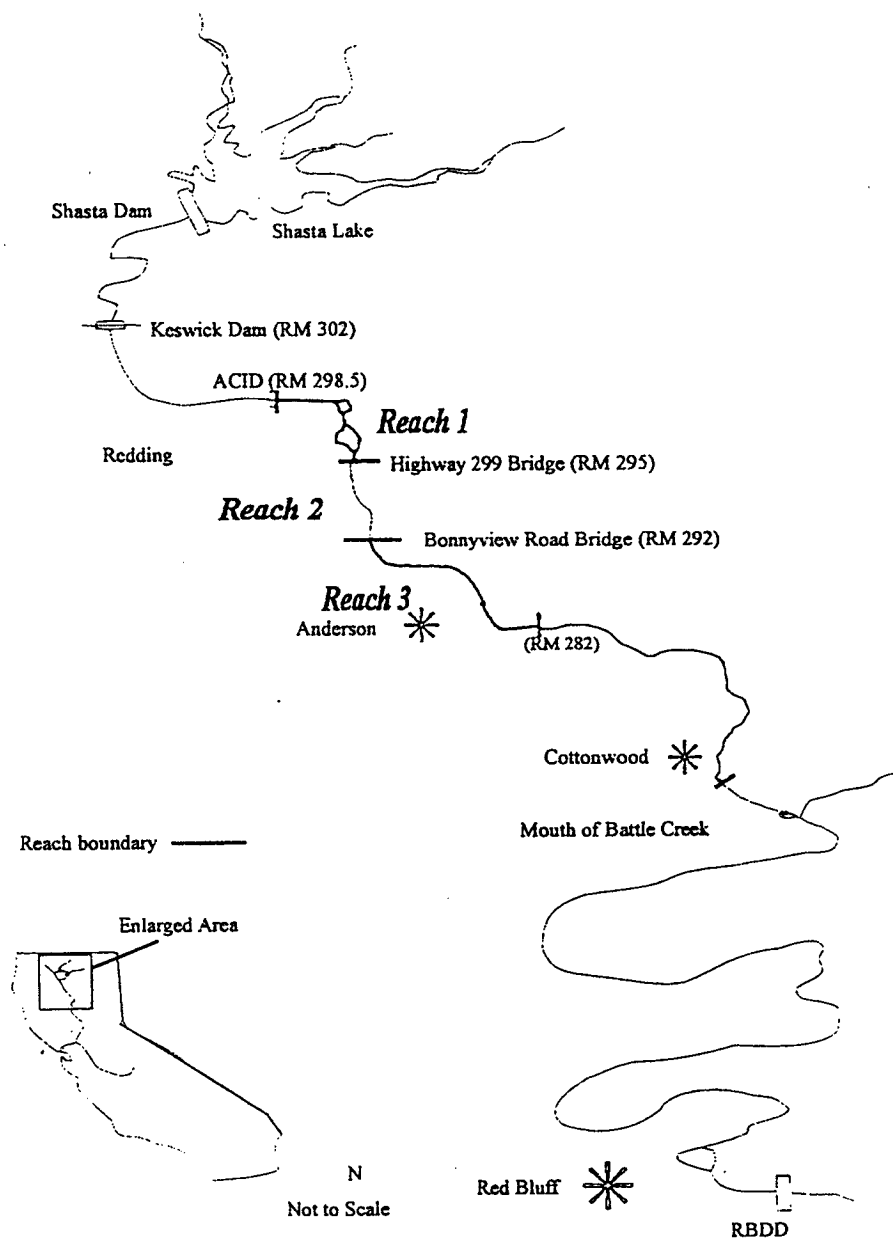 Shasta Dam
Shasta Lake
Keswick Dam (RM 302)
ACID (RM 298.5)
Reach 1
Redding
Highway 299 Bridge (RM 295)
Reach 2
Bonnyview Road Bridge (RM 292)
Reach 3
Anderson
(RM 282)
Cottonwood
Mouth of Battle Creek
Reach boundary
Enlarged Area
N
Not to Scale
Red Bluff
RBDD